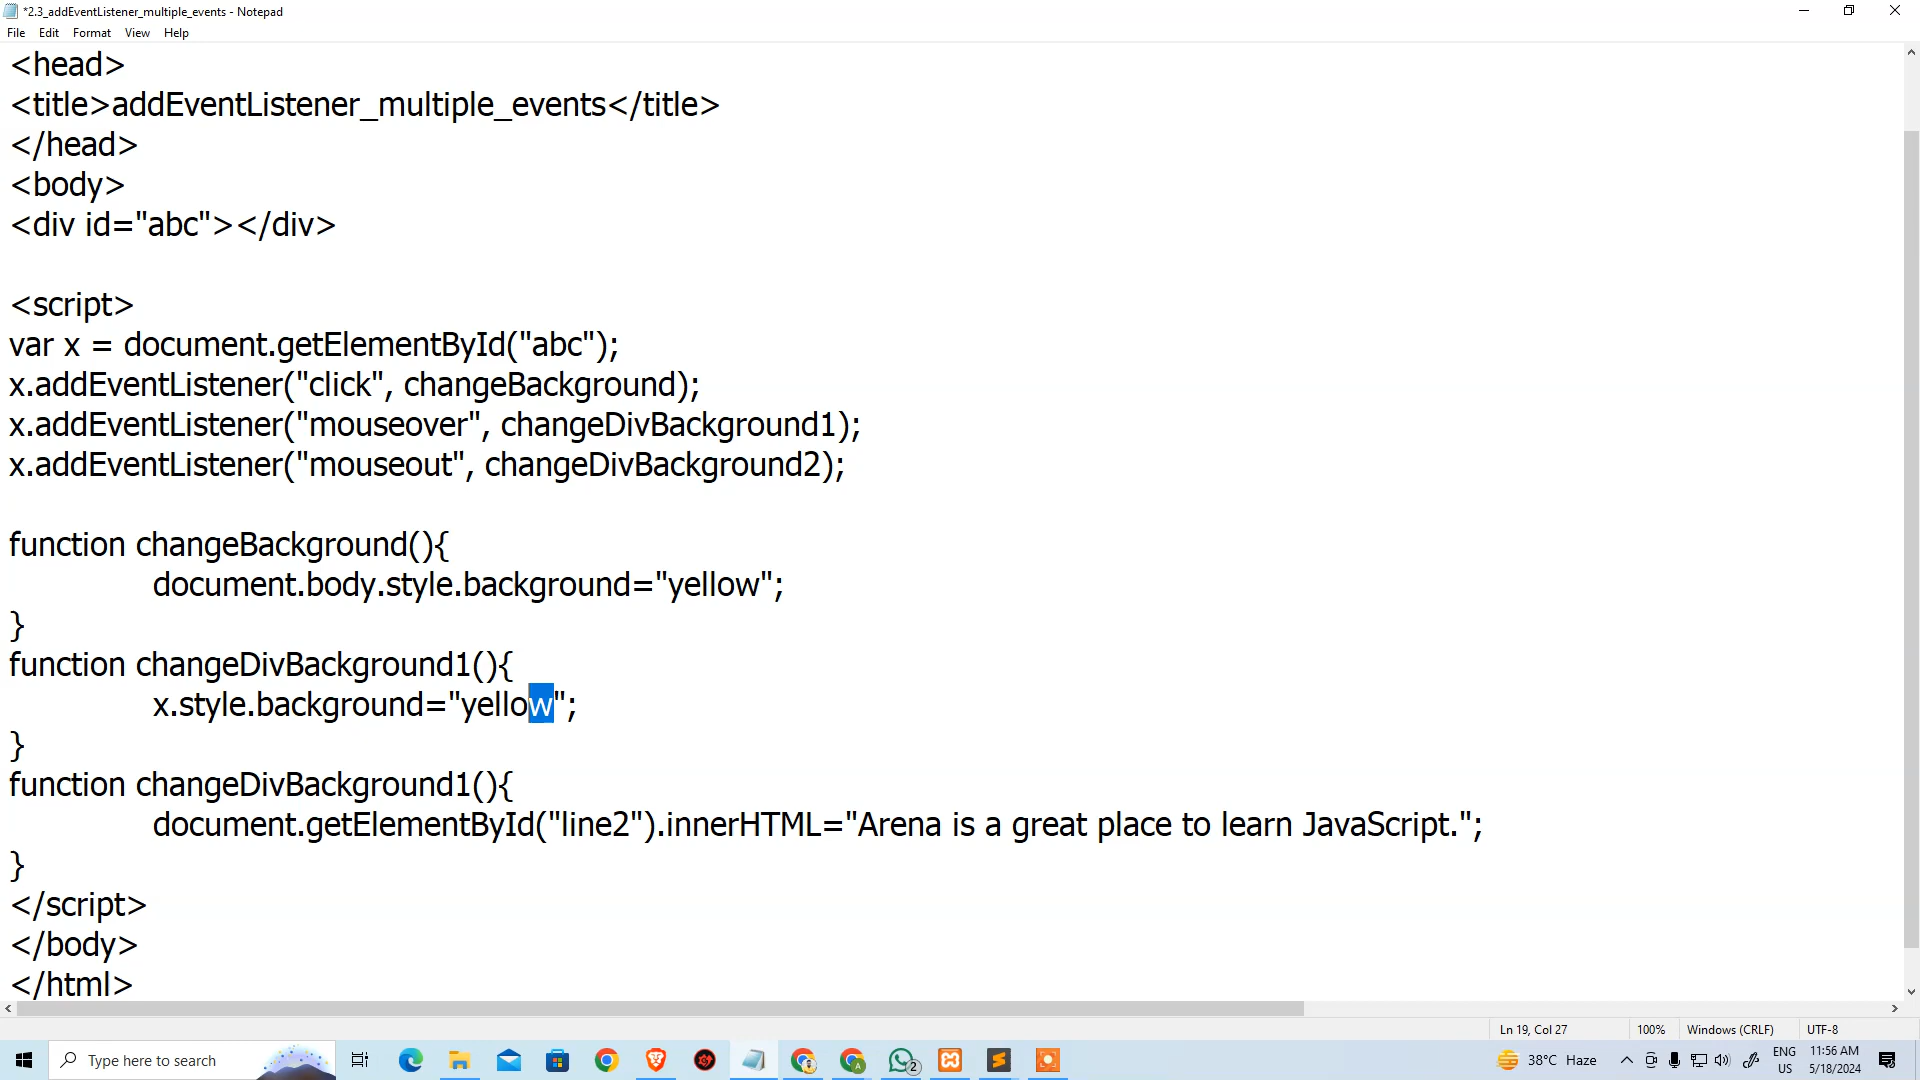 *2.3_addEventListener_multiple_events - Notepad
File Edit Format View Help
<head>
<title>addEventListener_multiple_events</title>
</head>
<body>
<div id="abc"></div>
<script>
var x = document.getElementById("abc");
x.addEventListener("click", changeBackground);
x.addEventListener("mouseover", changeDivBackground1);
x.addEventListener("mouseout", changeDivBackground2);
function changeBackground(){
document.body.style.background="yellow";
}
function changeDivBackground1(){
x.style.background="yellow";
}
function changeDivBackground1(){
document.getElementById("line2").innerHTML="Arena is a great place to learn JavaScript.";
}
</script>
</body>
</html>
Ln 19, Col 27 100% Windows (CRLF) UTF-8
Type here to search 2 38°C Haze ENG US 11:56 AM 5/18/2024